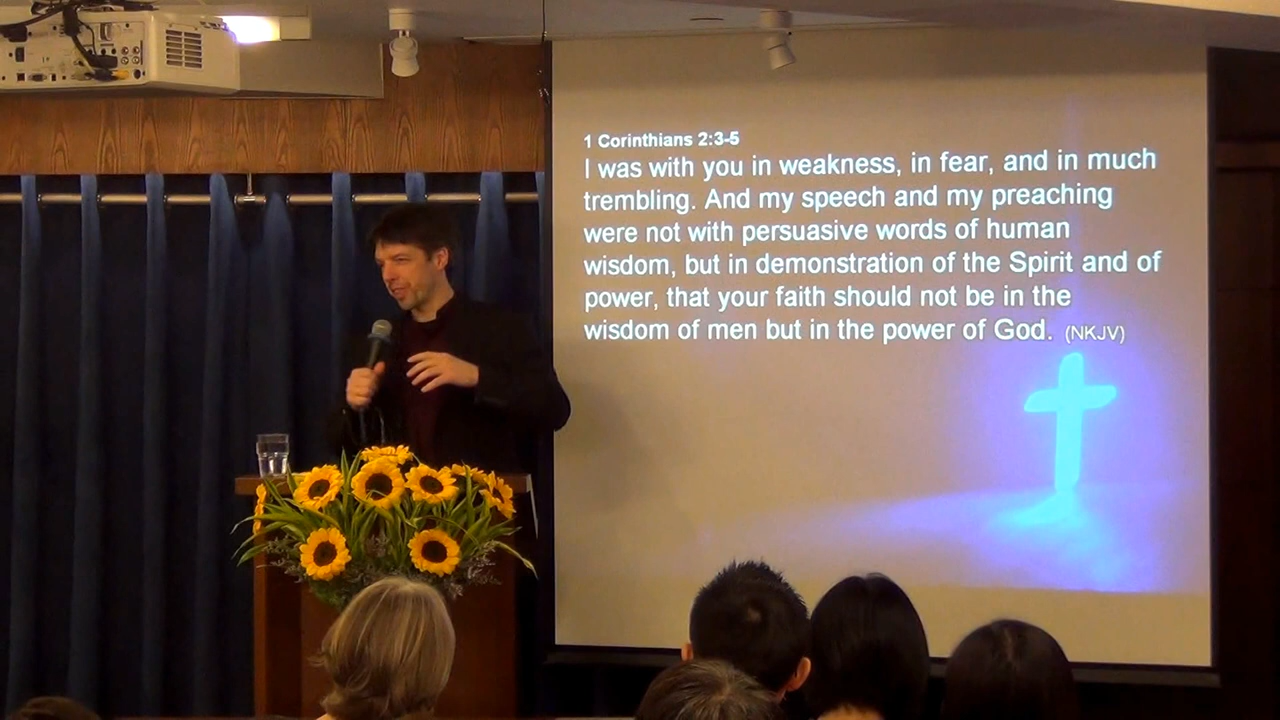 1 Corinthians 2:3-5
I was with you in weakness, in fear, and in much
trembling. And my speech and my preaching
were not with persuasive words of human
wisdom, but in demonstration of the Spirit and of
power, that your faith should not be in the
wisdom of men but in the power of God. (NKJV)